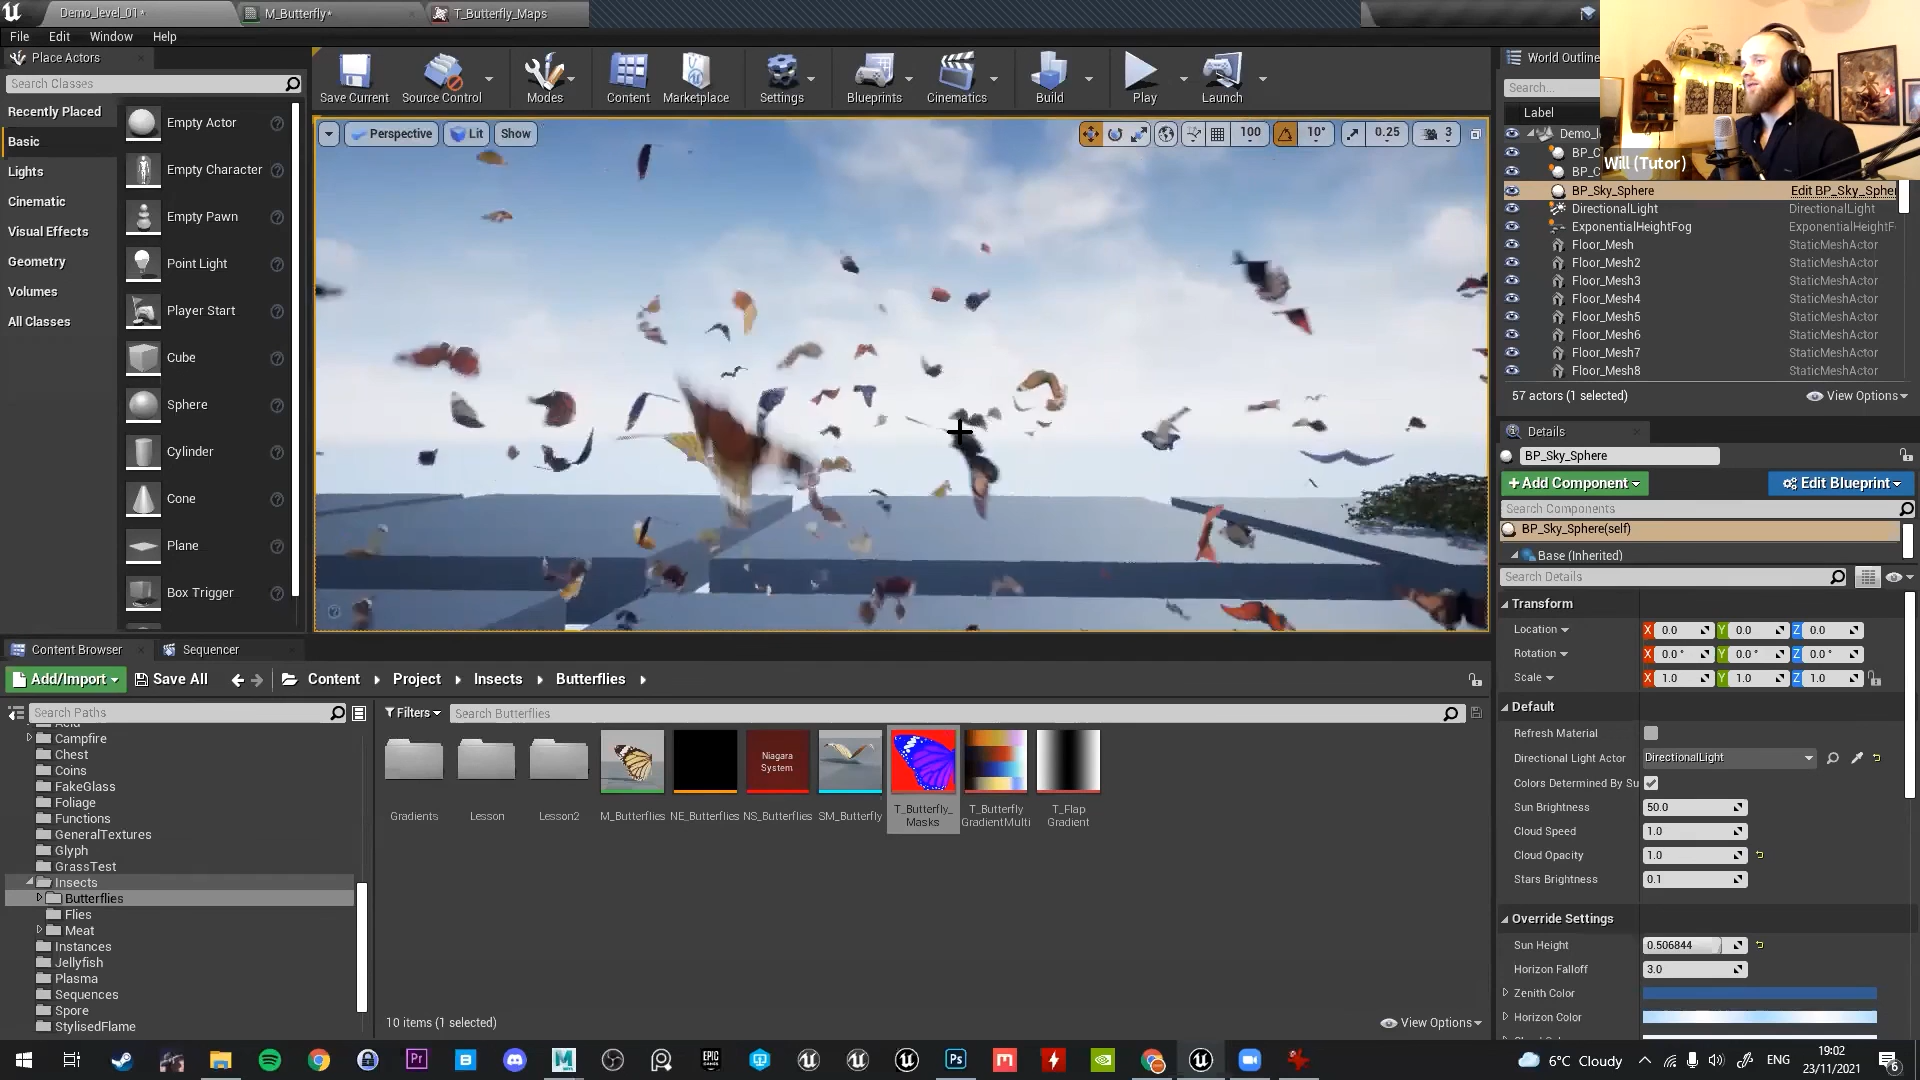 Demo_level_01*
M_Butterfly*
T_Butterfly_Maps
File
Edit
Window
Help
Place Actors
Search Classes
Recently Placed
Basic
Lights
Cinematic
Visual Effects
Geometry
Volumes
All Classes
Empty Actor
Empty Character
Empty Pawn
Point Light
Player Start
Cube
Sphere
Cylinder
Cone
Plane
Box Trigger
Save Current
Source Control
Modes
Content
Marketplace
Settings
Blueprints
Cinematics
Build
Play
Launch
Perspective
Lit
Show
100
10°
0.25
3
Will (Tutor)
World Outline
Search...
Label
Demo_l
BP_C
BP_C
BP_Sky_Sphere Edit BP_Sky_Spher
DirectionalLight DirectionalLight
ExponentialHeightFog ExponentialHeightF
Floor_Mesh StaticMeshActor
Floor_Mesh2 StaticMeshActor
Floor_Mesh3 StaticMeshActor
Floor_Mesh4 StaticMeshActor
Floor_Mesh5 StaticMeshActor
Floor_Mesh6 StaticMeshActor
Floor_Mesh7 StaticMeshActor
Floor_Mesh8 StaticMeshActor
57 actors (1 selected)
View Options
Details
BP_Sky_Sphere
+Add Component
Edit Blueprint
Search Components
BP_Sky_Sphere(self)
Base (Inherited)
Search Details
Transform
Location X 0.0 Y 0.0 Z 0.0
Rotation X 0.0° Y 0.0° Z 0.0°
Scale X 1.0 Y 1.0 Z 1.0
Default
Refresh Material
Directional Light Actor DirectionalLight
Colors Determined By Su
Sun Brightness 50.0
Cloud Speed 1.0
Cloud Opacity 1.0
Stars Brightness 0.1
Override Settings
Sun Height 0.506844
Horizon Falloff 3.0
Zenith Color
Horizon Color
Content Browser
Sequencer
Add/Import
Save All
Content
Project
Insects
Butterflies
Search Paths
Filters
Search Butterflies
Campfire
Chest
Coins
FakeGlass
Foliage
Functions
GeneralTextures
Glyph
GrassTest
Insects
Butterflies
Flies
Meat
Instances
Jellyfish
Plasma
Sequences
Spore
StylisedFlame
Niagara
System
Gradients
Lesson
Lesson2
M_Butterflies
NE_Butterflies
NS_Butterflies
SM_Butterfly
T_Butterfly_
Masks
T_Butterfly
GradientMulti
T_Flap
Gradient
10 items (1 selected)
View Options
Pr
Ps
EPIC
6°C Cloudy
ENG
19:02
23/11/2021
6